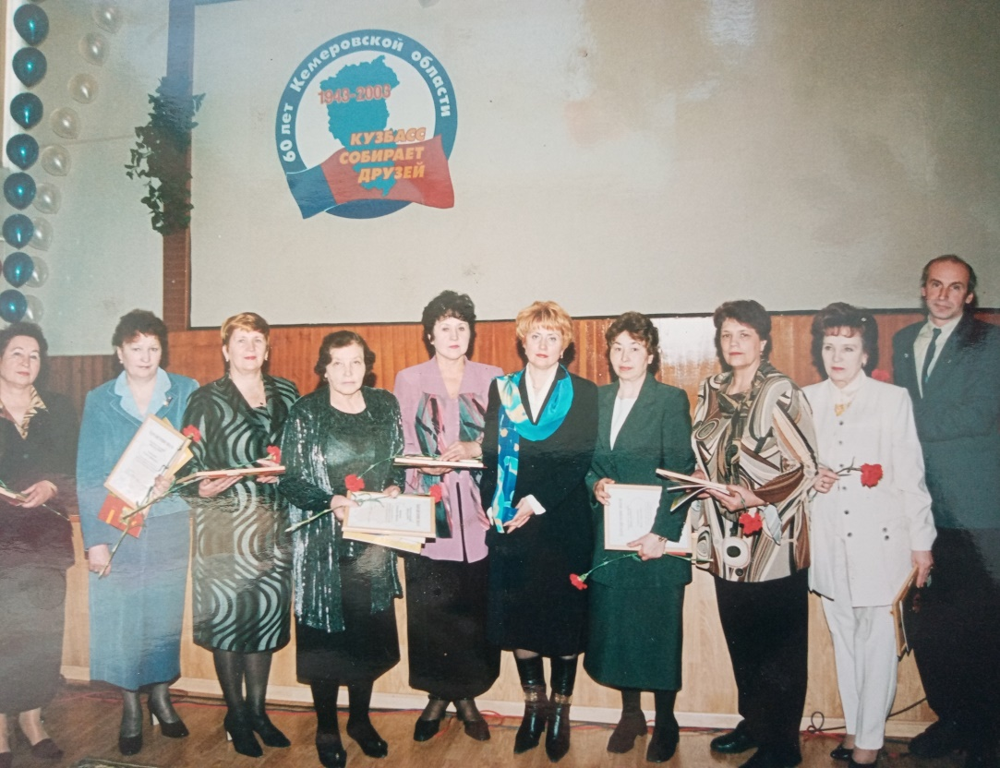 60 лет Кемеровской области
1943-2003
КУЗБАСС
СОБИРАЕТ
ДРУЗЕЙ